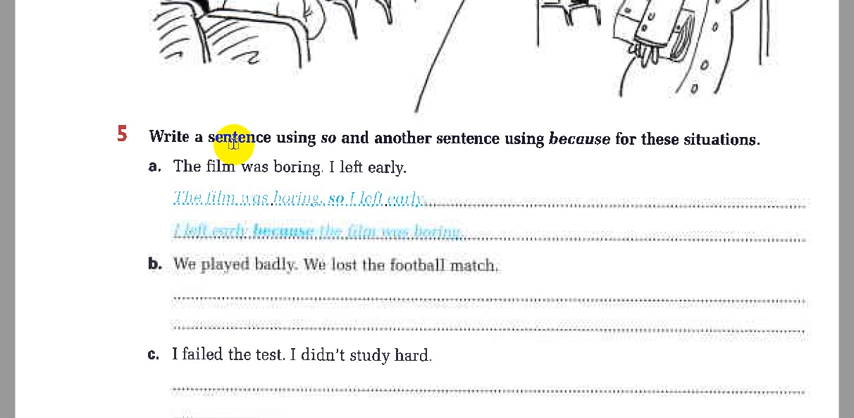 5 Write a sentence using so and another sentence using because for these situations.
a. The film was boring. I left early.
The film was boring, so I left early.
I left early because the film was boring.
b. We played badly. We lost the football match.
c. I failed the test. I didn't study hard.